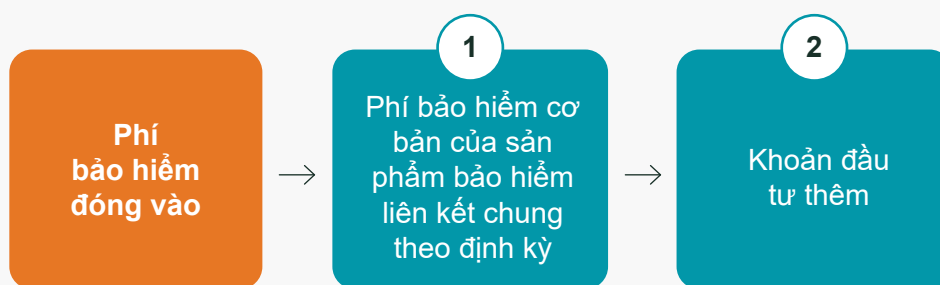 Phí
bảo hiểm
đóng vào
1
Phí bảo hiểm cơ
bản của sản
phẩm bảo hiểm
liên kết chung
theo định kỳ
2
Khoản đầu
tư thêm